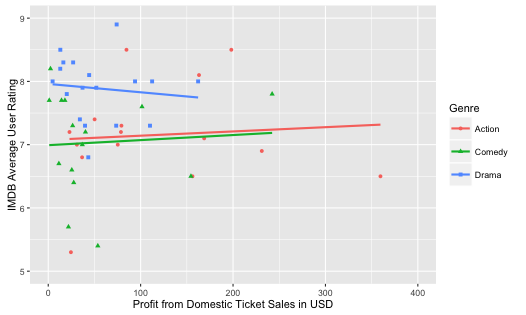 9
8
7
6
5
IMDB Average User Rating
0
100
200
300
400
Profit from Domestic Ticket Sales in USD
Genre
Action
Comedy
Drama